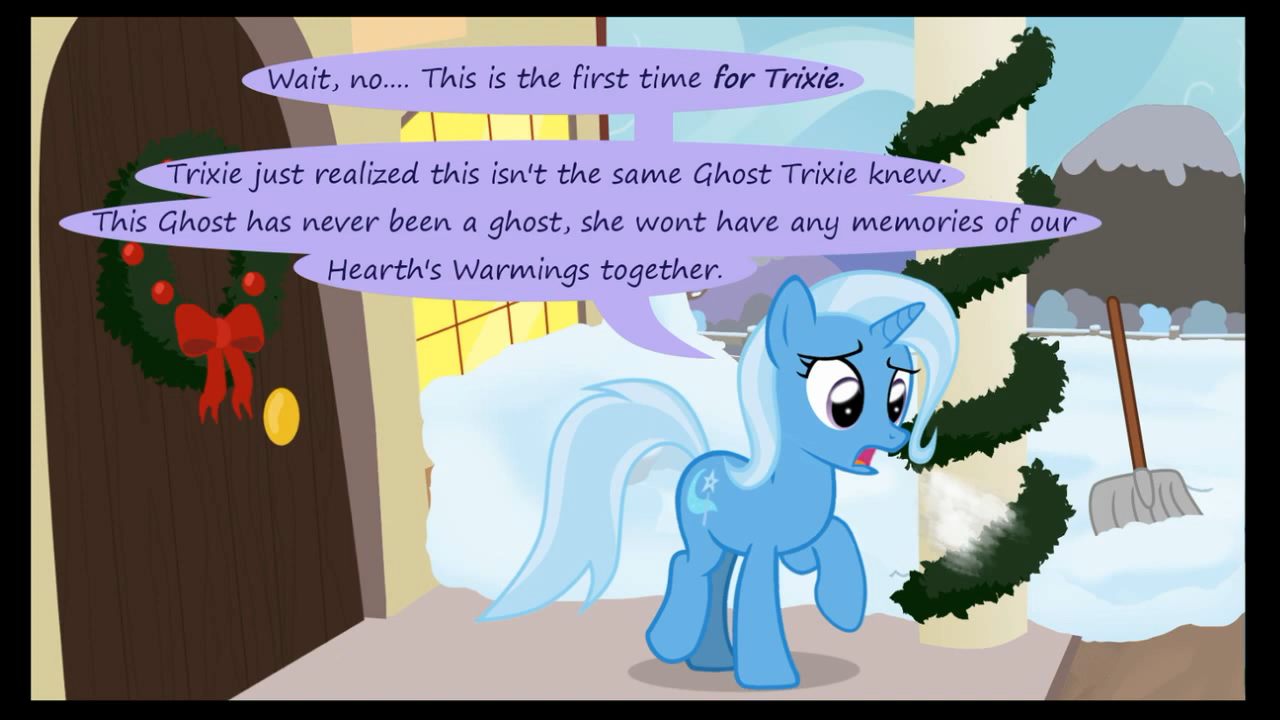 Wait, no.... This is the first time for Trixie.
Trixie just realized this isn't the same Ghost Trixie knew.
This Ghost has never been a ghost, she wont have any memories of our
Hearth's Warmings together.